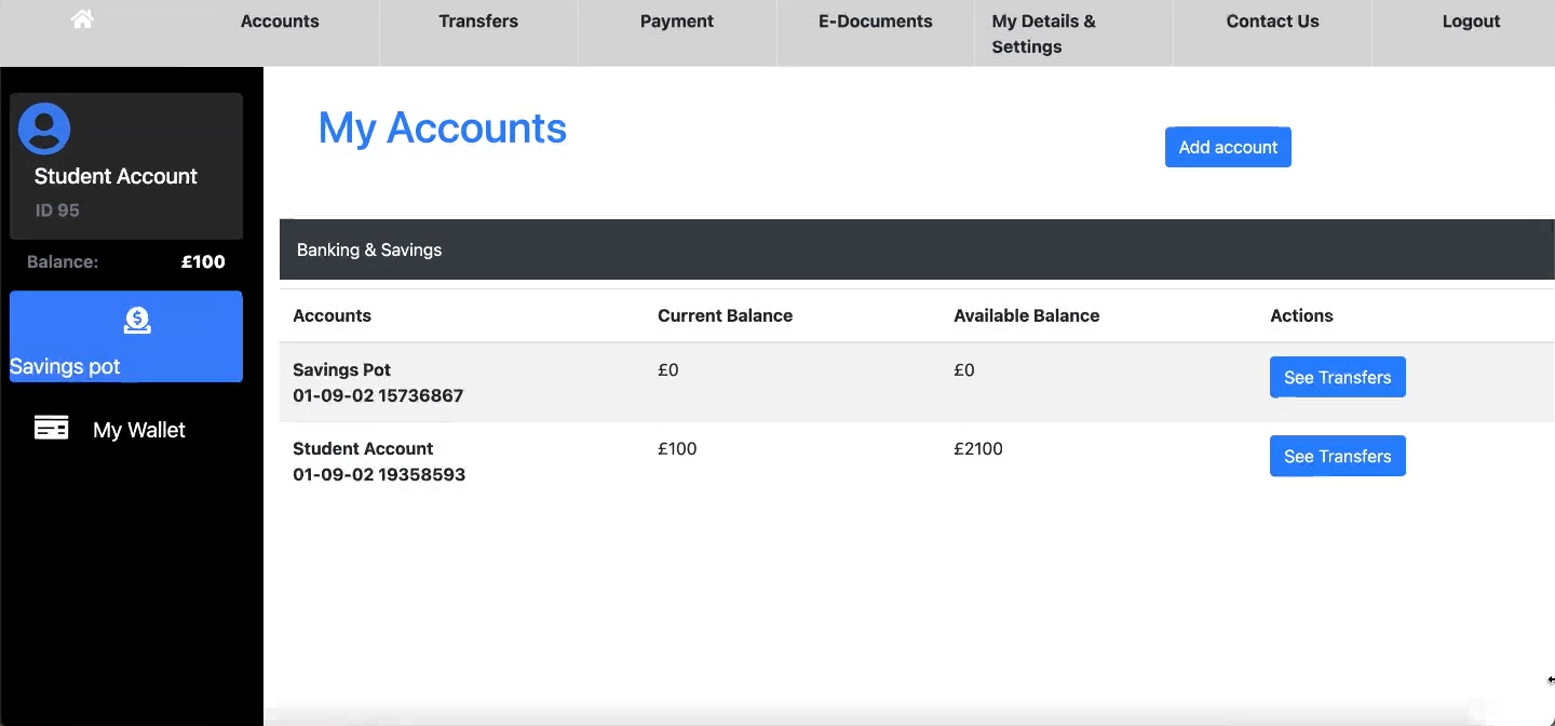 Accounts
Transfers
Payment
E-Documents
My Details &
Settings
Contact Us
Logout
Student Account
ID 95
Balance: £100
Savings pot
My Wallet
My Accounts
Add account
Banking & Savings
Accounts Current Balance Available Balance Actions
Savings Pot £0 £0 See Transfers
01-09-02 15736867
Student Account £100 £2100 See Transfers
01-09-02 19358593